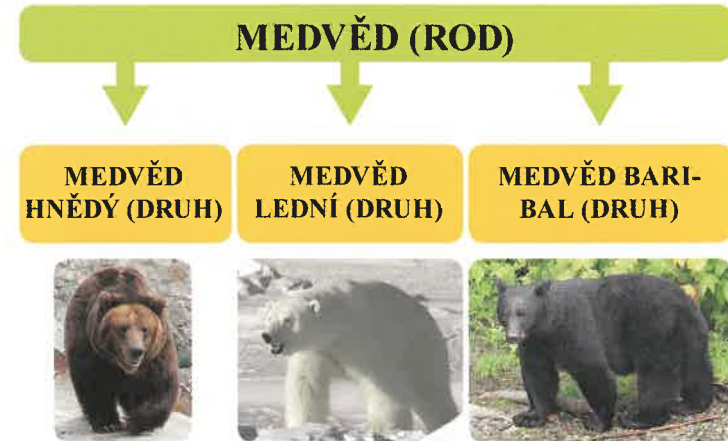 MEDVĚD (ROD)
MEDVĚD
HNĚDÝ (DRUH)
MEDVĚD
LEDNÍ (DRUH)
MEDVĚD BARI-
BAL (DRUH)